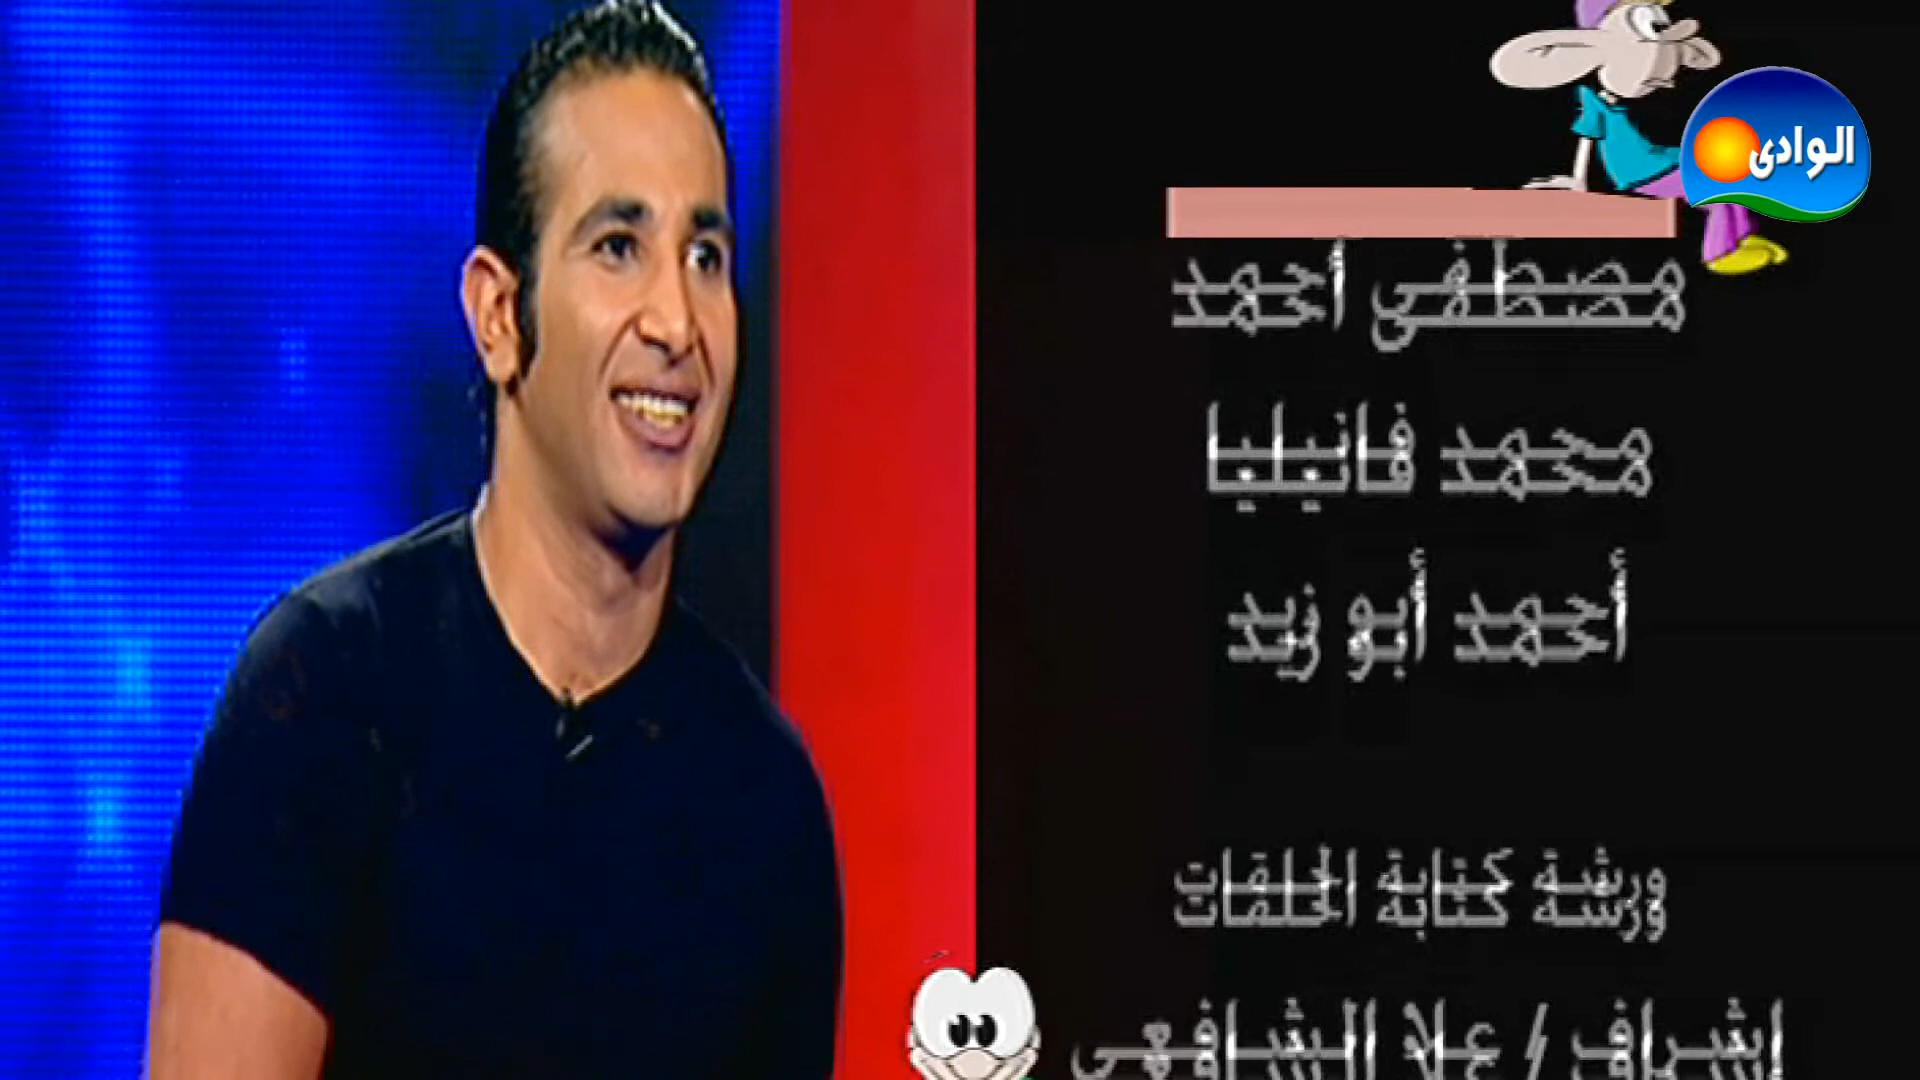 الوادى
مصطفى أحمد
محمد فانيليا
أحمد أبو زيد
ورشة كتابة الحلقات
إشراف / علا الشافعى